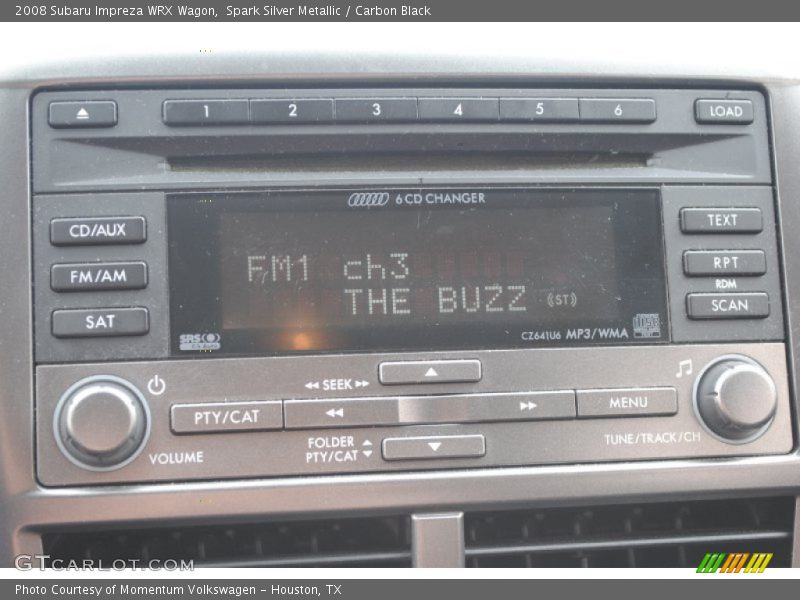 2008 Subaru Impreza WRX Wagon,  Spark Silver Metallic / Carbon Black
1 2 3 4 5 6 LOAD
6 CD CHANGER
CD/AUX
TEXT
FM1 ch3
FM/AM
RPT
THE BUZZ (ST)
RDM
SCAN
SAT
SRS
CS Auto
CZ641U6 MP3/WMA
SEEK
PTY/CAT
MENU
VOLUME
FOLDER
PTY/CAT
TUNE/TRACK/CH
GTCARLOT.COM
Photo Courtesy of Momentum Volkswagen - Houston, TX